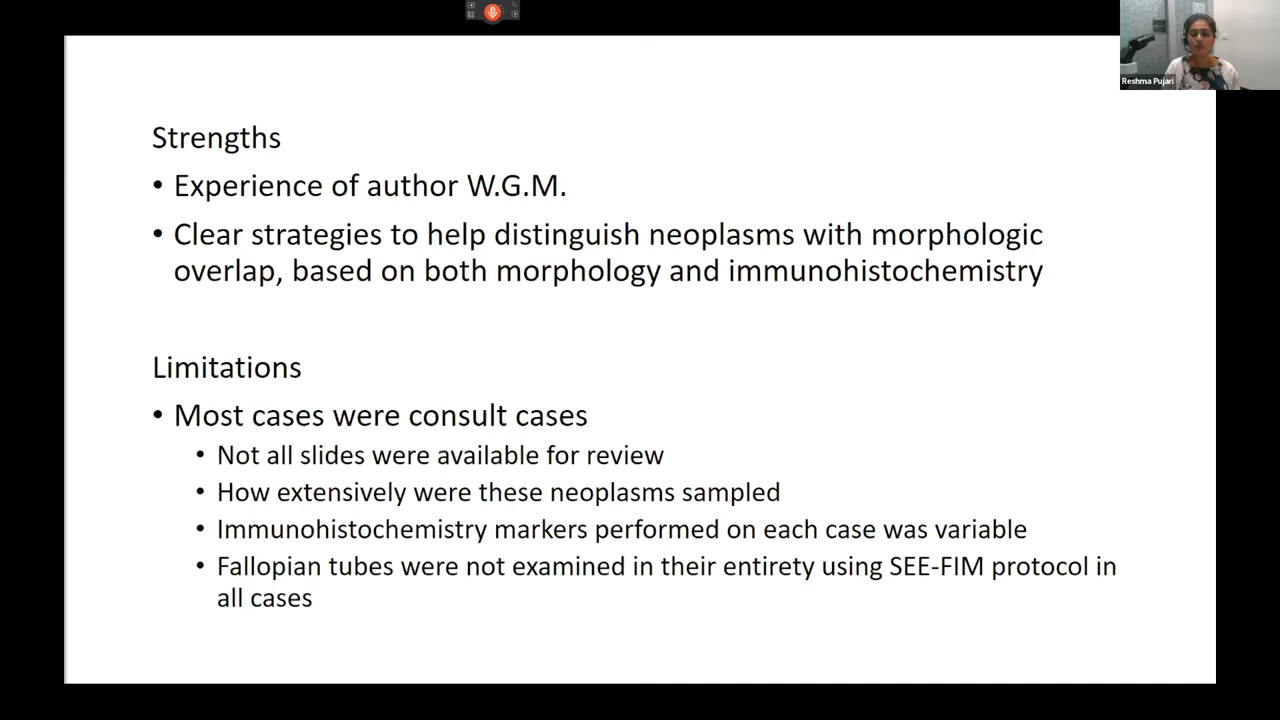 Reshma Pujari
Strengths
• Experience of author W.G.M.
• Clear strategies to help distinguish neoplasms with morphologic
overlap, based on both morphology and immunohistochemistry
Limitations
• Most cases were consult cases
• Not all slides were available for review
• How extensively were these neoplasms sampled
• Immunohistochemistry markers performed on each case was variable
• Fallopian tubes were not examined in their entirety using SEE-FIM protocol in
all cases